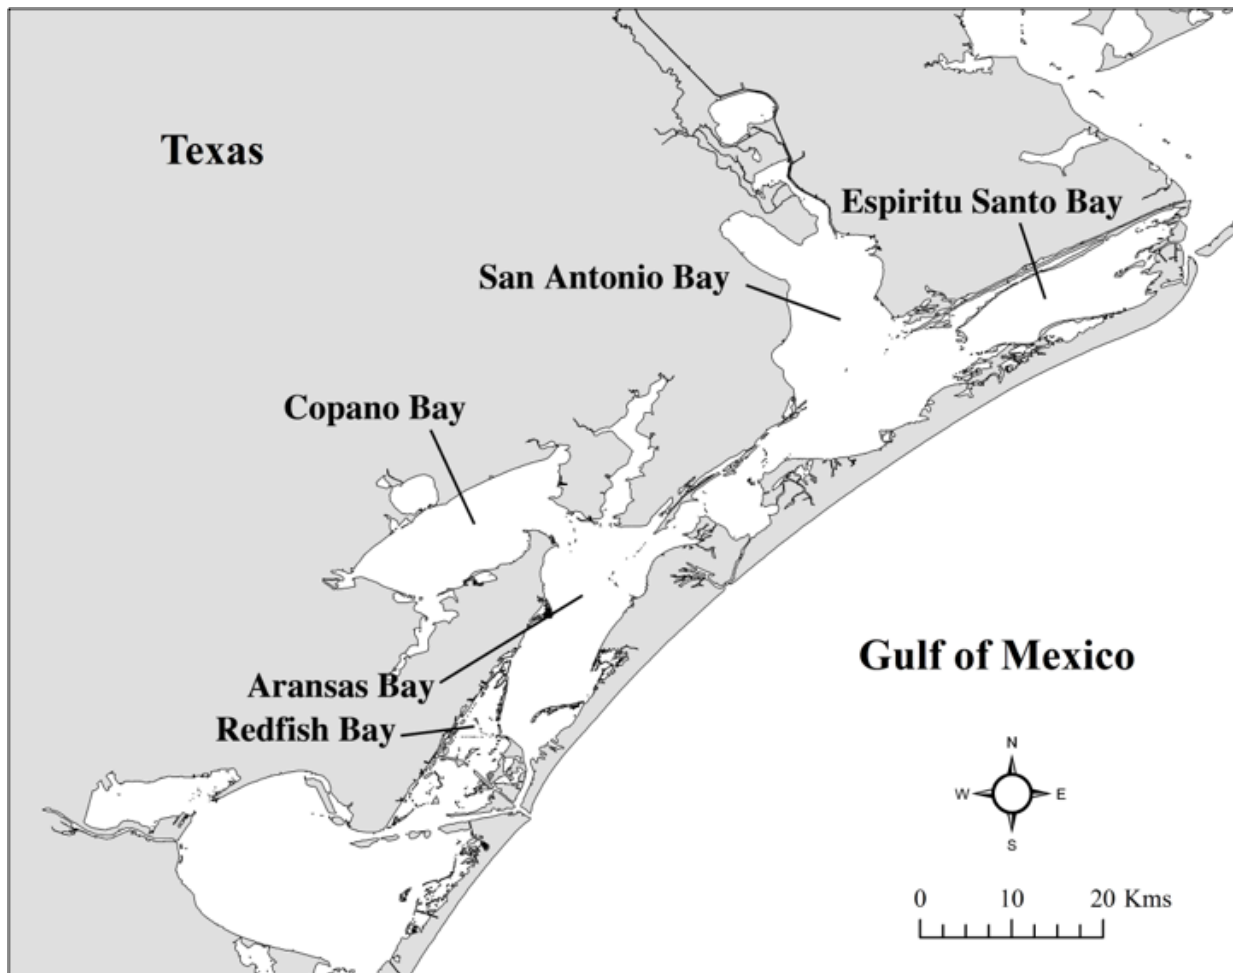 Texas
Espiritu Santo Bay
San Antonio Bay
Copano Bay
Gulf of Mexico
Aransas Bay
Redfish Bay
N
W E
S
0 10 20 Kms